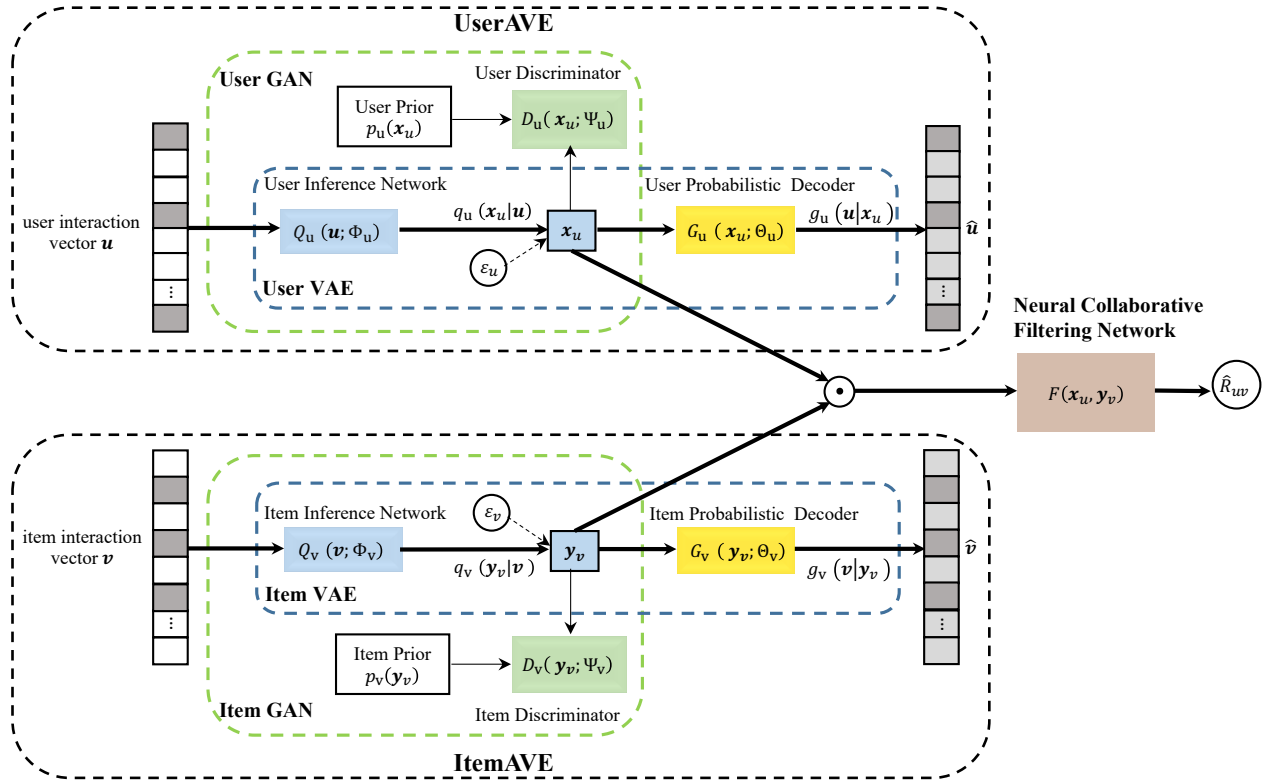 UserAVE
User GAN
User Discriminator
User Prior
p_u(x_u)
D_u( x_u; Ψ_u)
User Inference Network
User Probabilistic Decoder
user interaction
vector u
Q_u (u; Φ_u)
q_u (x_u|u)
x_u
G_u ( x_u; Θ_u)
g_u (u|x_u)
û
ε_u
User VAE
...
...
Neural Collaborative
Filtering Network
F(x_u, y_v)
R̂_uv
Item Inference Network
ε_v
Item Probabilistic Decoder
item interaction
vector v
Q_v (v; Φ_v)
q_v (y_v|v)
y_v
G_v ( y_v; Θ_v)
g_v (v|y_v)
v̂
Item VAE
...
...
Item Prior
p_v(y_v)
D_v( y_v; Ψ_v)
Item GAN
Item Discriminator
ItemAVE